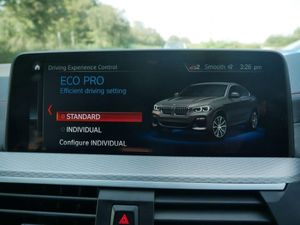 Driving Experience Control
Smooth
3:26 pm
ECO PRO
Efficient driving setting
STANDARD
INDIVIDUAL
Configure INDIVIDUAL